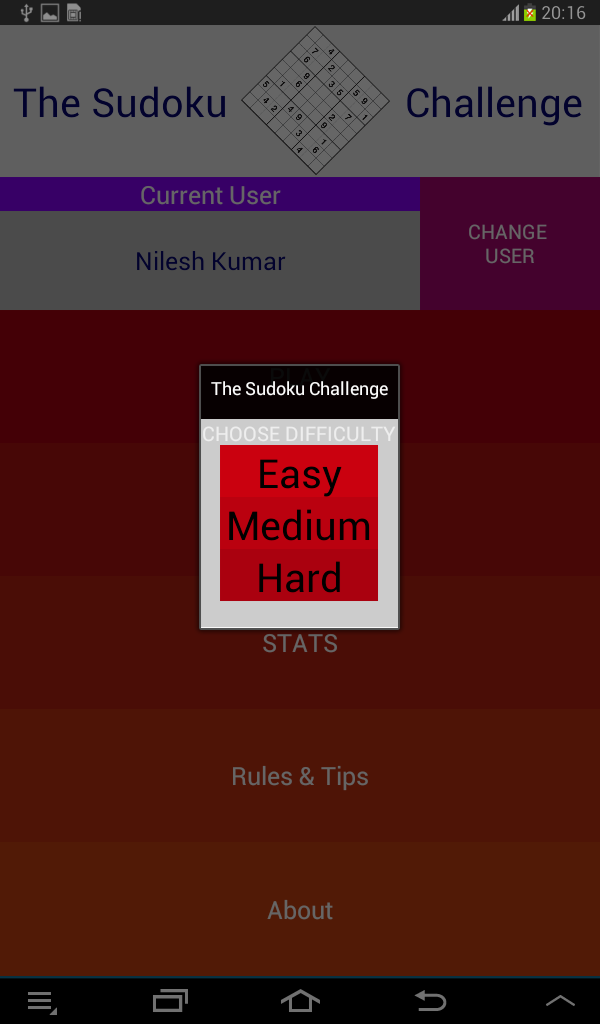 20:16
The Sudoku Challenge
Current User
Nilesh Kumar
CHANGE
USER
The Sudoku Challenge
CHOOSE DIFFICULTY
Easy
Medium
Hard
STATS
Rules & Tips
About